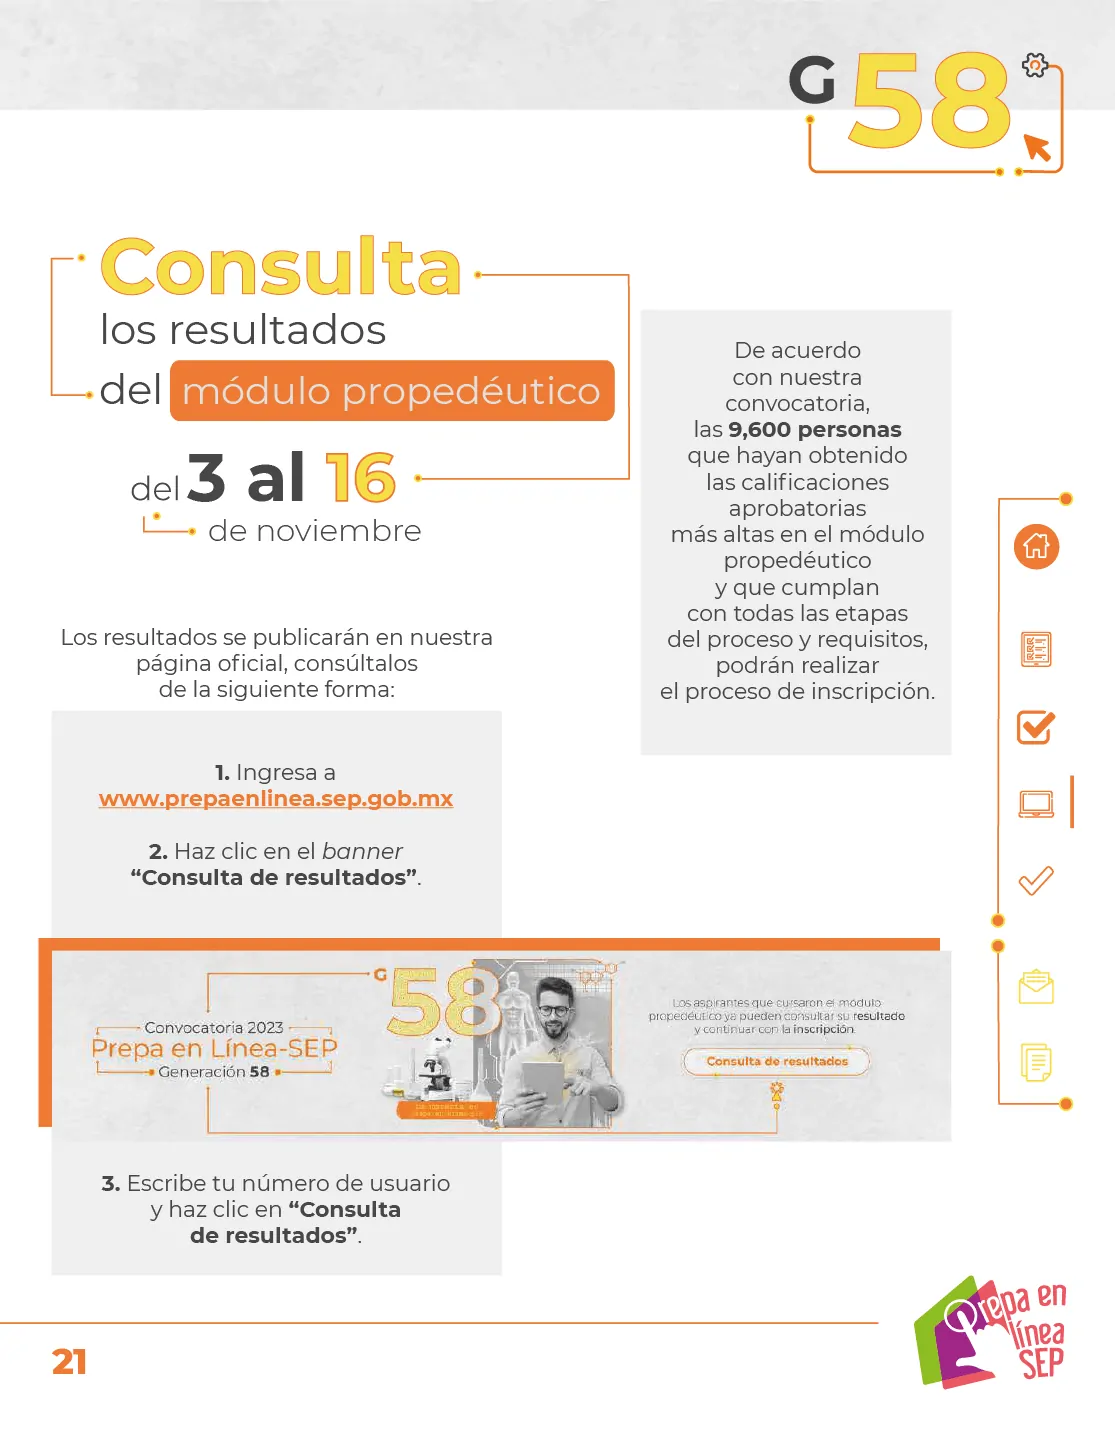 G 58
Consulta
los resultados
del módulo propedéutico
del 3 al 16
de noviembre
De acuerdo
con nuestra
convocatoria,
las 9,600 personas
que hayan obtenido
las calificaciones
aprobatorias
más altas en el módulo
propedéutico
y que cumplan
con todas las etapas
del proceso y requisitos,
podrán realizar
el proceso de inscripción.
Los resultados se publicarán en nuestra
página oficial, consúltalos
de la siguiente forma:
1. Ingresa a
www.prepaenlinea.sep.gob.mx
2. Haz clic en el banner
“Consulta de resultados”.
G 58
Convocatoria 2023
Prepa en Línea-SEP
Generación 58
Los aspirantes que cursaron el módulo
propedéutico ya pueden consultar su resultado
y continuar con la inscripción.
Consulta de resultados
3. Escribe tu número de usuario
y haz clic en “Consulta
de resultados”.
21
Prepa en
línea
SEP